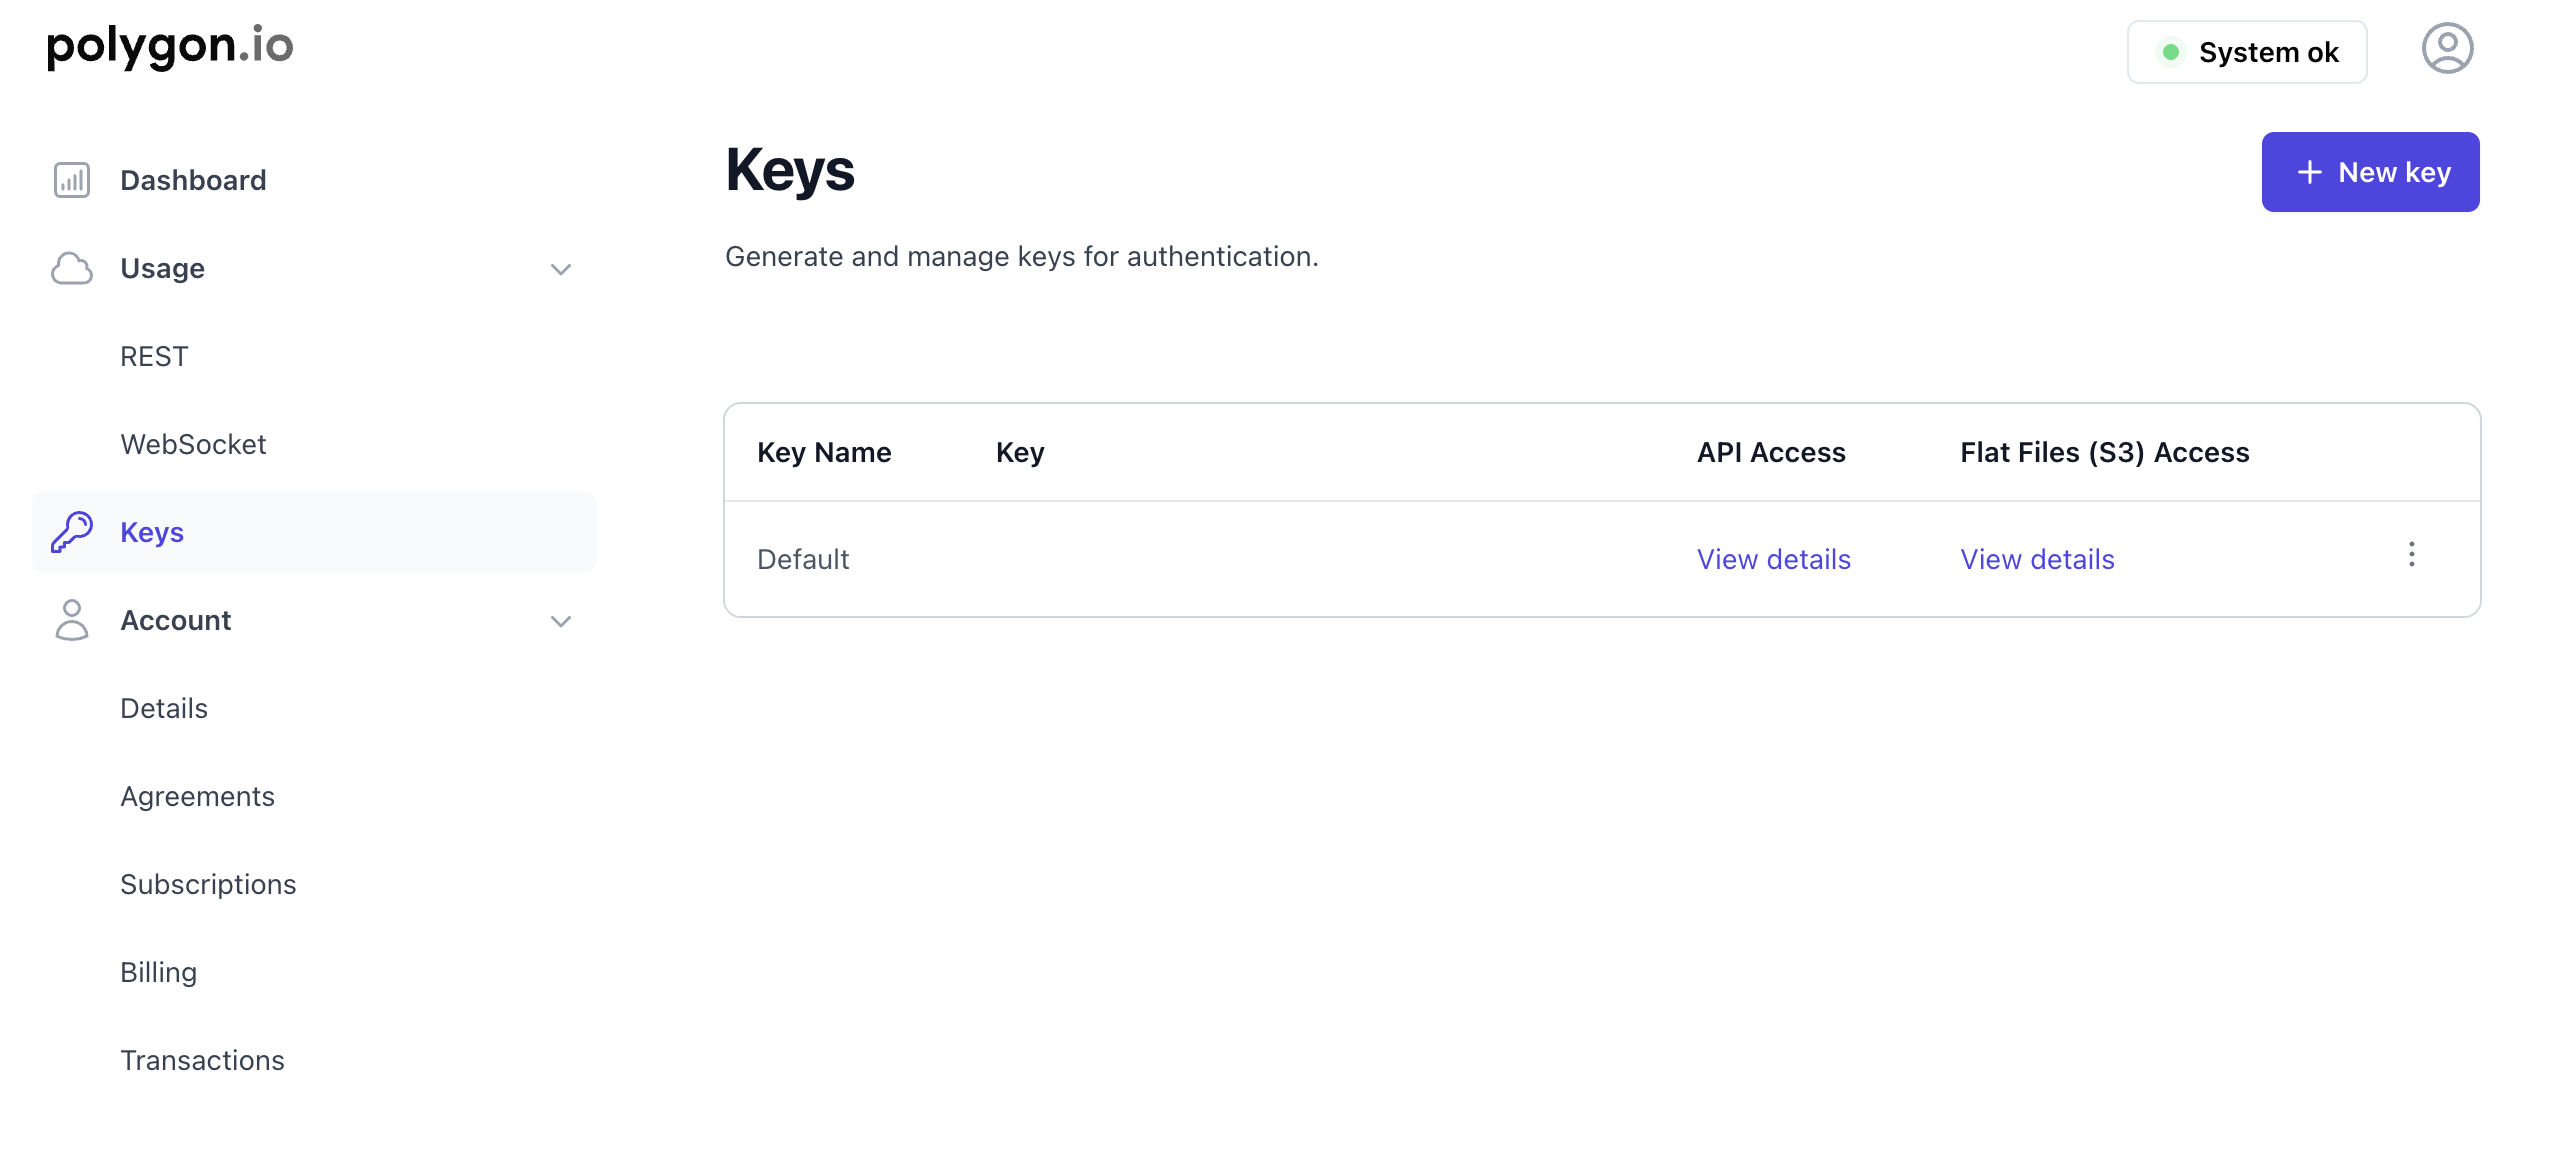 polygon.io
System ok
Dashboard
Usage
REST
WebSocket
Keys
Account
Details
Agreements
Subscriptions
Billing
Transactions
Keys
New key
Generate and manage keys for authentication.
Key Name Key API Access Flat Files (S3) Access
Default View details View details